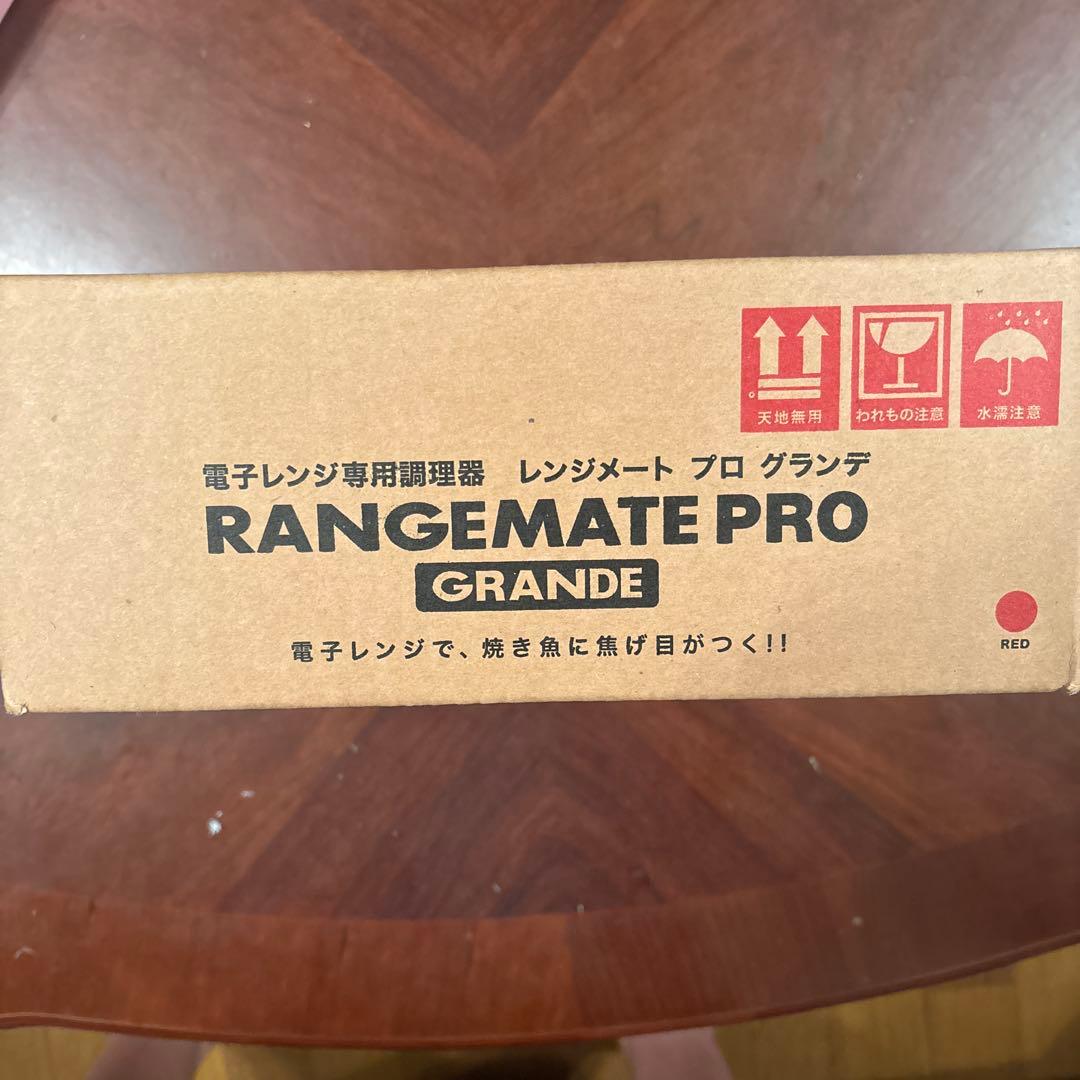 天地無用
われもの注意
水濡注意
電子レンジ専用調理器 レンジメート プロ グランデ
RANGEMATE PRO
GRANDE
電子レンジで、焼き魚に焦げ目がつく!!
RED